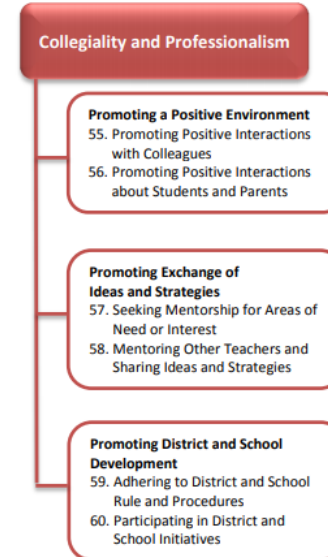 Collegiality and Professionalism
Promoting a Positive Environment
55. Promoting Positive Interactions
with Colleagues
56. Promoting Positive Interactions
about Students and Parents
Promoting Exchange of
Ideas and Strategies
57. Seeking Mentorship for Areas of
Need or Interest
58. Mentoring Other Teachers and
Sharing Ideas and Strategies
Promoting District and School
Development
59. Adhering to District and School
Rule and Procedures
60. Participating in District and
School Initiatives